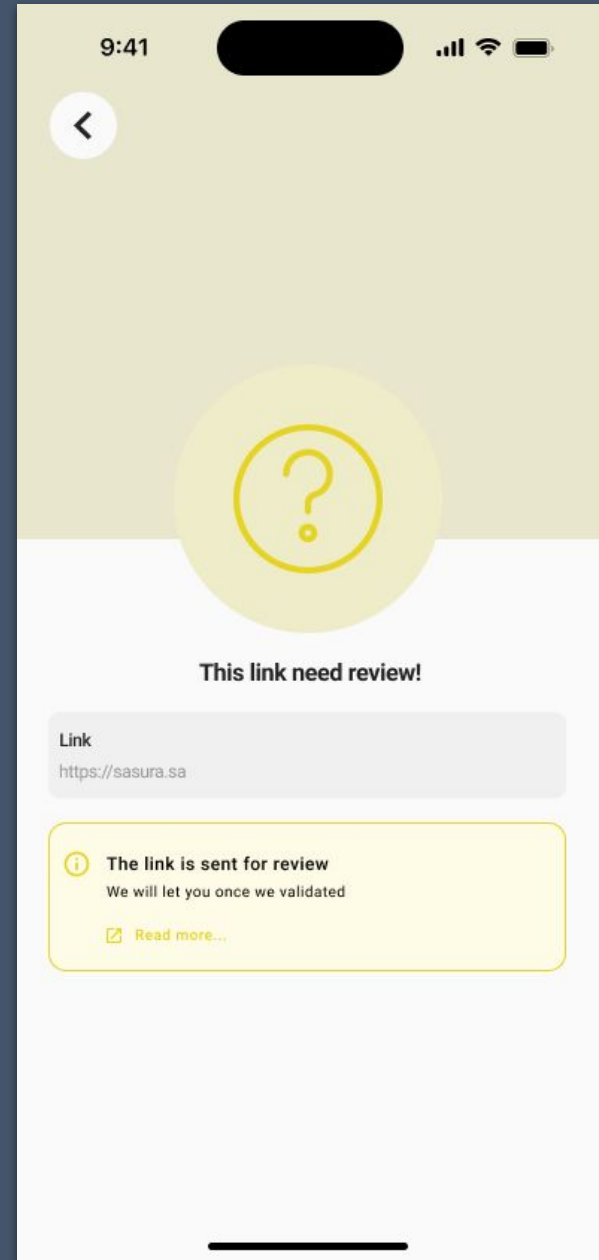 9:41
This link need review!
Link
https://sasura.sa
The link is sent for review
We will let you once we validated
Read more...